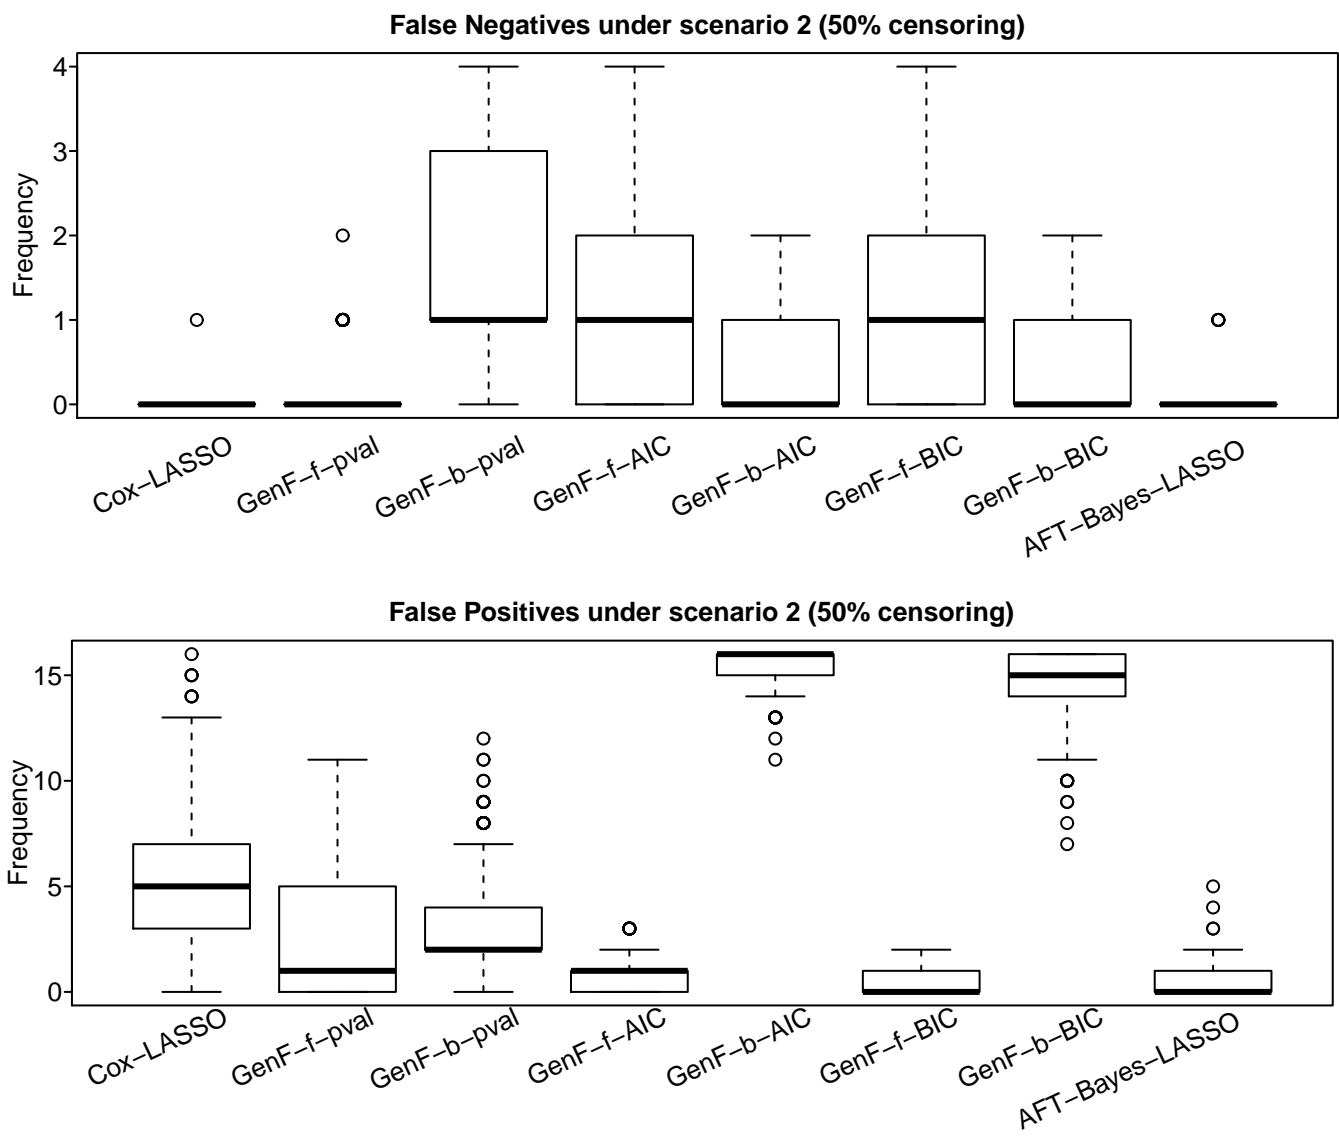 False Negatives under scenario 2 (50% censoring)
Frequency
4
3
2
1
0
Cox–LASSO
GenF–f–pval
GenF–b–pval
GenF–f–AIC
GenF–b–AIC
GenF–f–BIC
GenF–b–BIC
AFT–Bayes–LASSO
False Positives under scenario 2 (50% censoring)
Frequency
15
10
5
0
Cox–LASSO
GenF–f–pval
GenF–b–pval
GenF–f–AIC
GenF–b–AIC
GenF–f–BIC
GenF–b–BIC
AFT–Bayes–LASSO